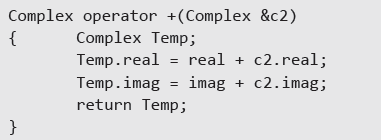 Complex operator +(Complex &c2)
{       Complex Temp;
        Temp.real = real + c2.real;
        Temp.imag = imag + c2.imag;
        return Temp;
}